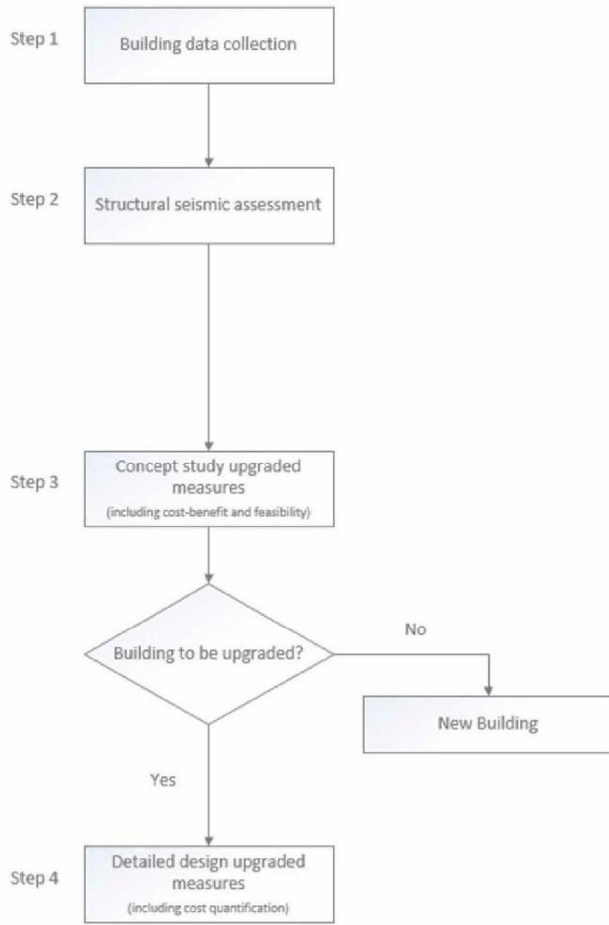 Step 1
Building data collection
Step 2
Structural seismic assessment
Step 3
Concept study upgraded
measures
(including cost-benefit and feasibility)
Building to be upgraded?
No
New Building
Yes
Step 4
Detailed design upgraded
measures
(including cost quantification)